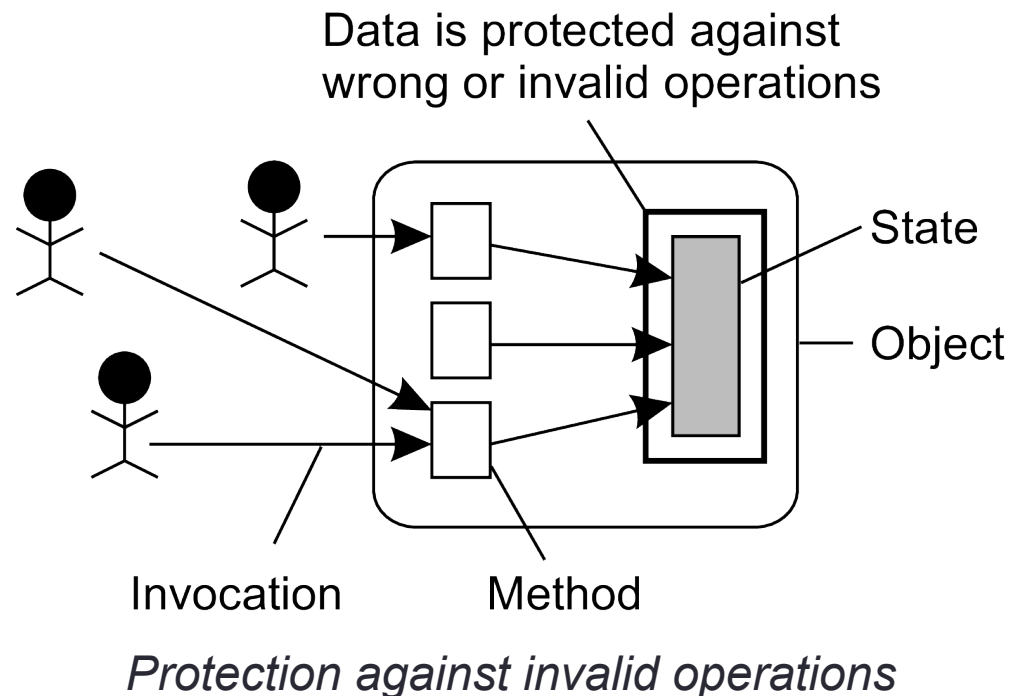 Data is protected against
wrong or invalid operations
State
Object
Invocation
Method
Protection against invalid operations